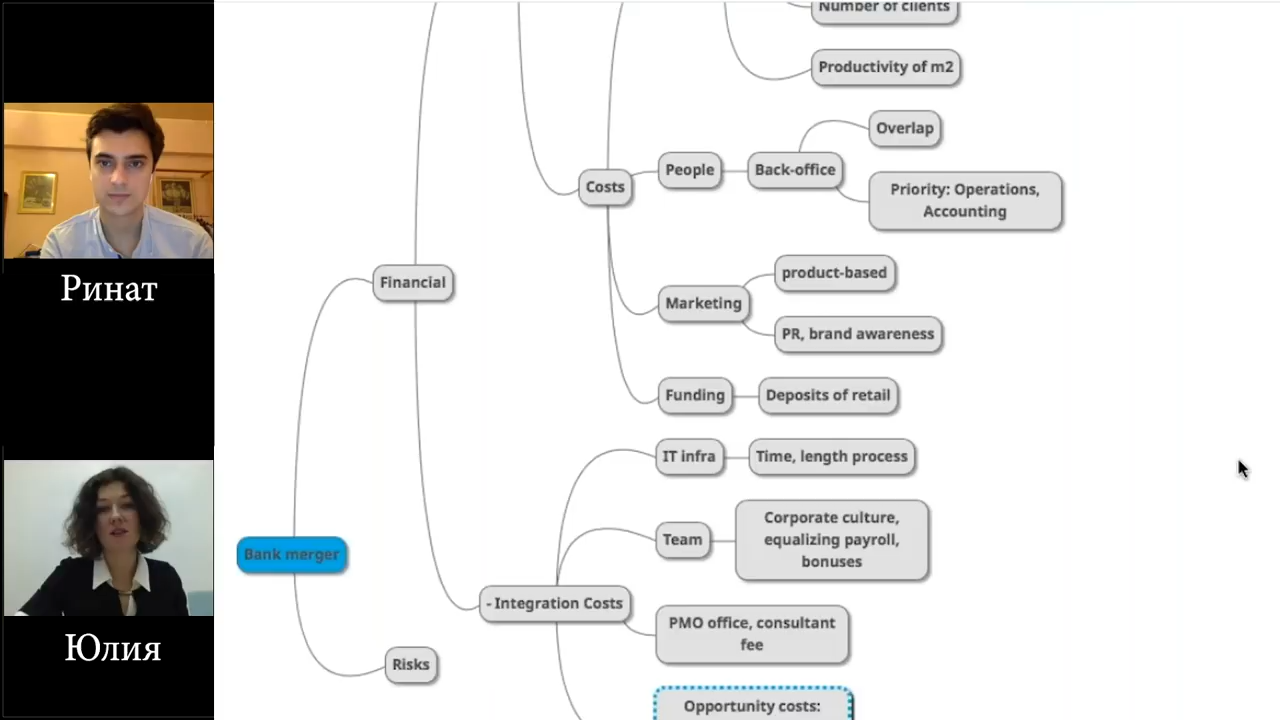 Number of clients
Productivity of m2
Overlap
People
Back-office
Costs
Priority: Operations,
Accounting
product-based
Financial
Marketing
PR, brand awareness
Ринат
Funding
Deposits of retail
IT infra
Time, length process
Corporate culture,
equalizing payroll,
bonuses
Team
Bank merger
- Integration Costs
PMO office, consultant
fee
Юлия
Risks
Opportunity costs: